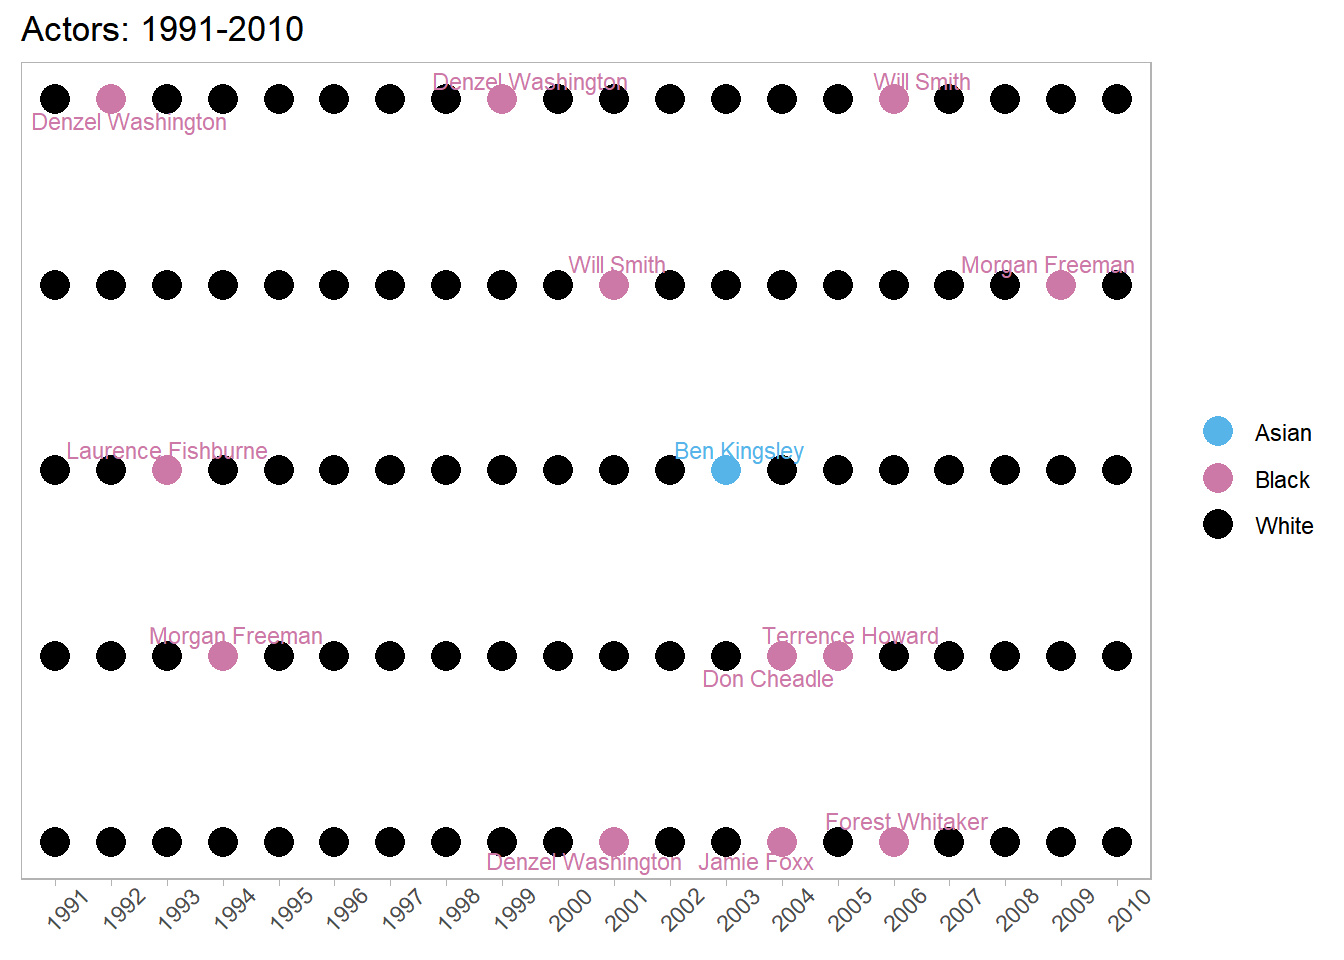 Actors: 1991-2010
Denzel Washington
Will Smith
Denzel Washington
Will Smith
Morgan Freeman
Laurence Fishburne
Ben Kingsley
Morgan Freeman
Terrence Howard
Don Cheadle
Forest Whitaker
Denzel Washington
Jamie Foxx
1991
1992
1993
1994
1995
1996
1997
1998
1999
2000
2001
2002
2003
2004
2005
2006
2007
2008
2009
2010
Asian
Black
White